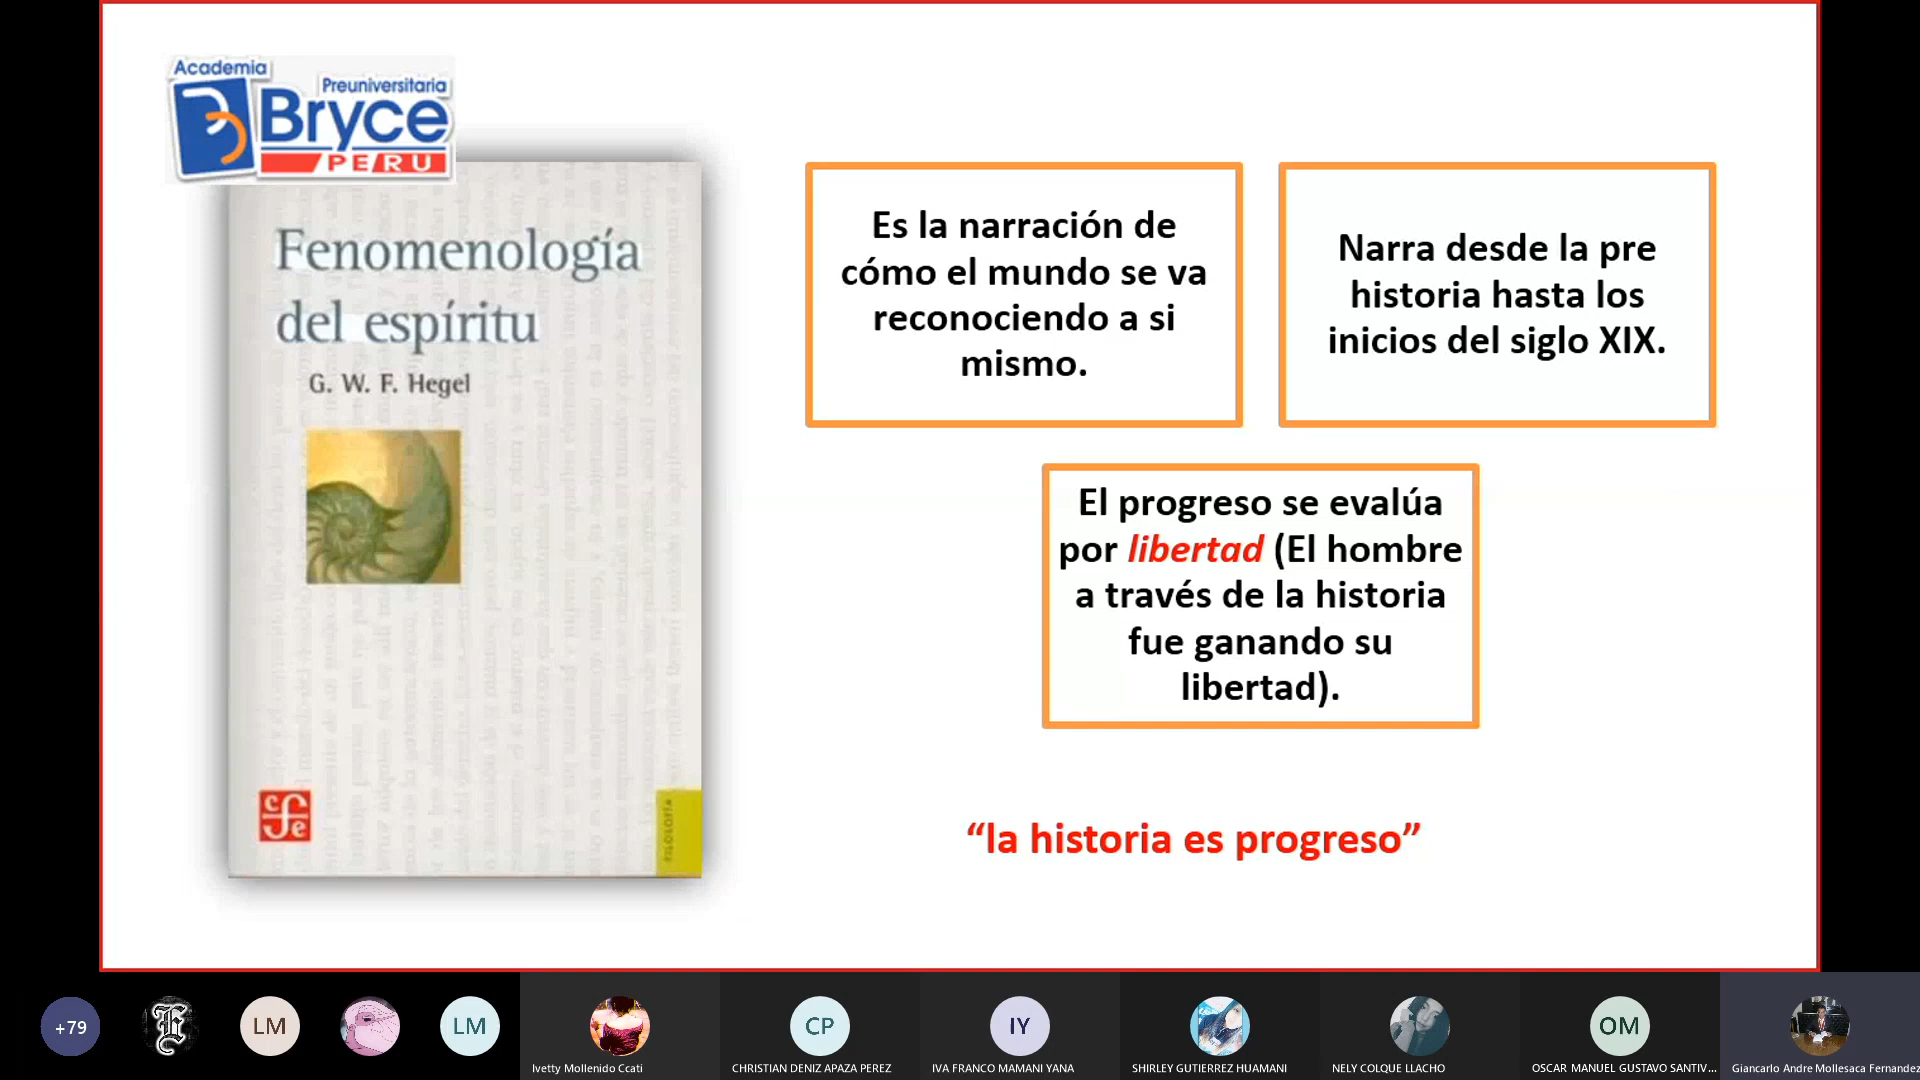 Academia
Preuniversitaria
Bryce
PERU
Fenomenología
del espíritu
G. W. F. Hegel
cfe
FILOSOFÍA
Es la narración de
cómo el mundo se va
reconociendo a si
mismo.
Narra desde la pre
historia hasta los
inicios del siglo XIX.
El progreso se evalúa
por libertad (El hombre
a través de la historia
fue ganando su
libertad).
“la historia es progreso”
+79
LM
LM
Ivetty Mollenido Ccati
CP
CHRISTIAN DENIZ APAZA PEREZ
IY
IVA FRANCO MAMANI YANA
SHIRLEY GUTIERREZ HUAMANI
NELY COLQUE LLACHO
OM
OSCAR MANUEL GUSTAVO SANTIV...
Giancarlo Andre Mollesaca Fernandez